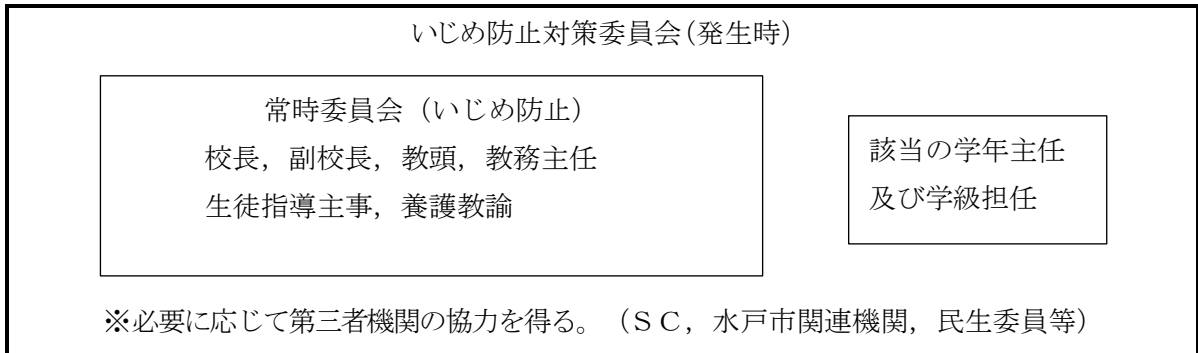 いじめ防止対策委員会（発生時）
常時委員会（いじめ防止）
校長，副校長，教頭，教務主任
生徒指導主事，養護教諭
該当の学年主任
及び学級担任
※必要に応じて第三者機関の協力を得る。（ＳＣ，水戸市関連機関，民生委員等）